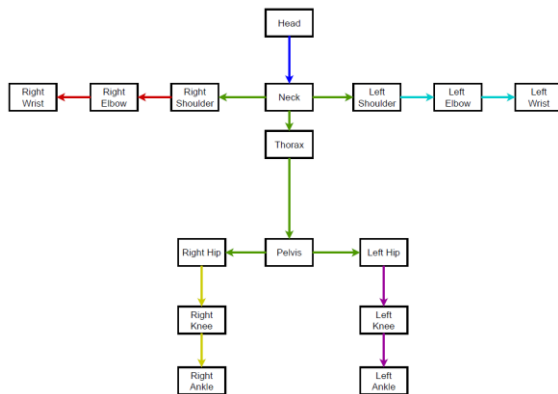 Head
Right
Wrist
Right
Elbow
Right
Shoulder
Neck
Left
Shoulder
Left
Elbow
Left
Wrist
Thorax
Right Hip
Pelvis
Left Hip
Right
Knee
Left
Knee
Right
Ankle
Left
Ankle